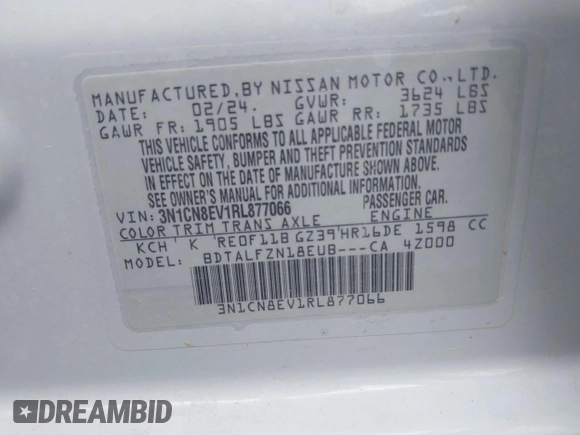 MANUFACTURED BY NISSAN MOTOR CO., LTD.
DATE: 02/24. GVWR: 3624 LBS
GAWR FR: 1905 LBS GAWR RR: 1735 LBS
THIS VEHICLE CONFORMS TO ALL APPLICABLE FEDERAL MOTOR
VEHICLE SAFETY, BUMPER AND THEFT PREVENTION STANDARDS
IN EFFECT ON THE DATE OF MANUFACTURE SHOWN ABOVE.
SEE OWNER'S MANUAL FOR ADDITIONAL INFORMATION.
VIN: 3N1CN8EV1RL877066 PASSENGER CAR.
COLOR TRIM TRANS AXLE ENGINE
KCH K RE0F11B GZ39 HR16DE 1598 CC
MODEL: BDTALFZN18EUB---CA 4Z000
3N1CN8EV1RL877066
DREAMBID